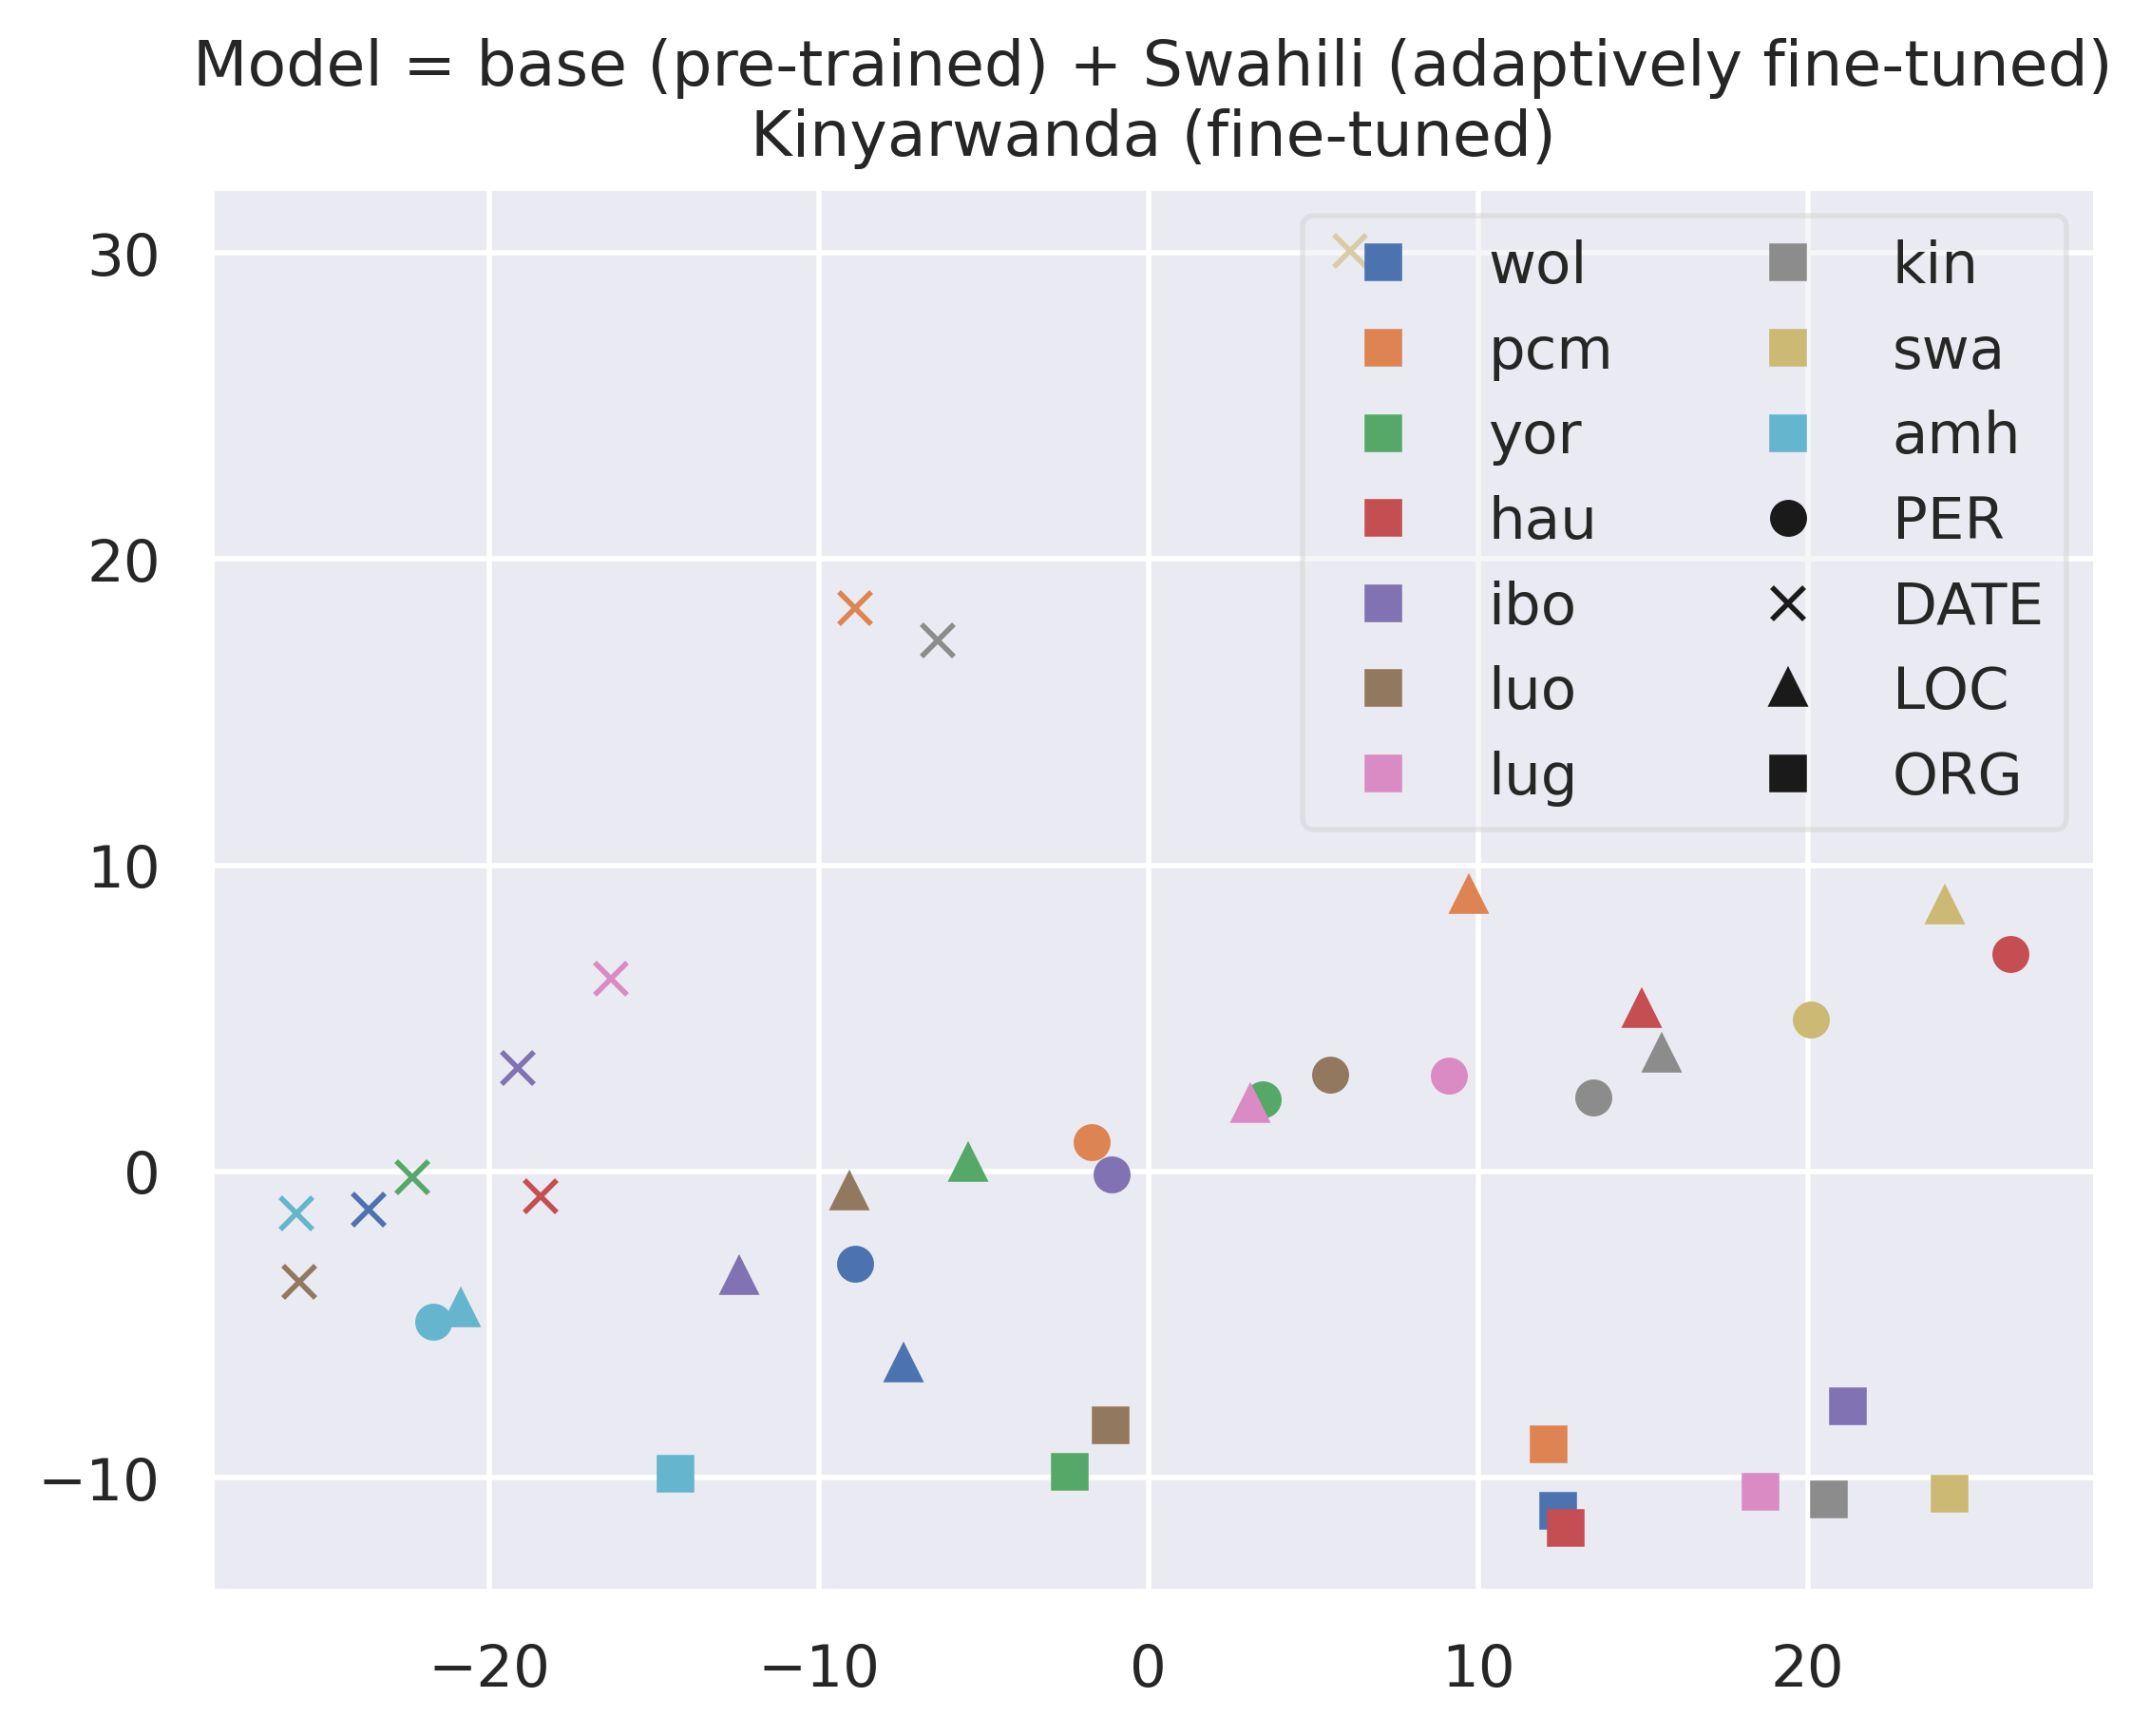 Model = base (pre-trained) + Swahili (adaptively fine-tuned)
Kinyarwanda (fine-tuned)
30
20
10
0
−10
−20
−10
0
10
20
wol
pcm
yor
hau
ibo
luo
lug
kin
swa
amh
PER
DATE
LOC
ORG